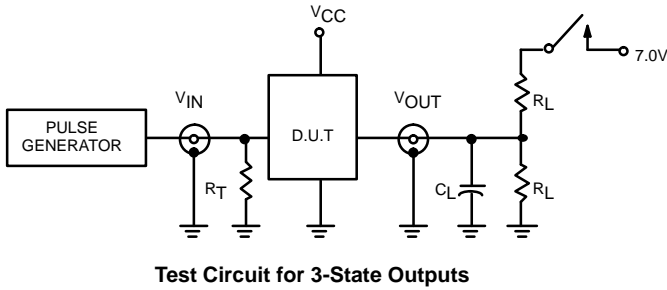 VCC
7.0V
VIN
VOUT
RL
PULSE
GENERATOR
D.U.T
RT
CL
RL
Test Circuit for 3-State Outputs